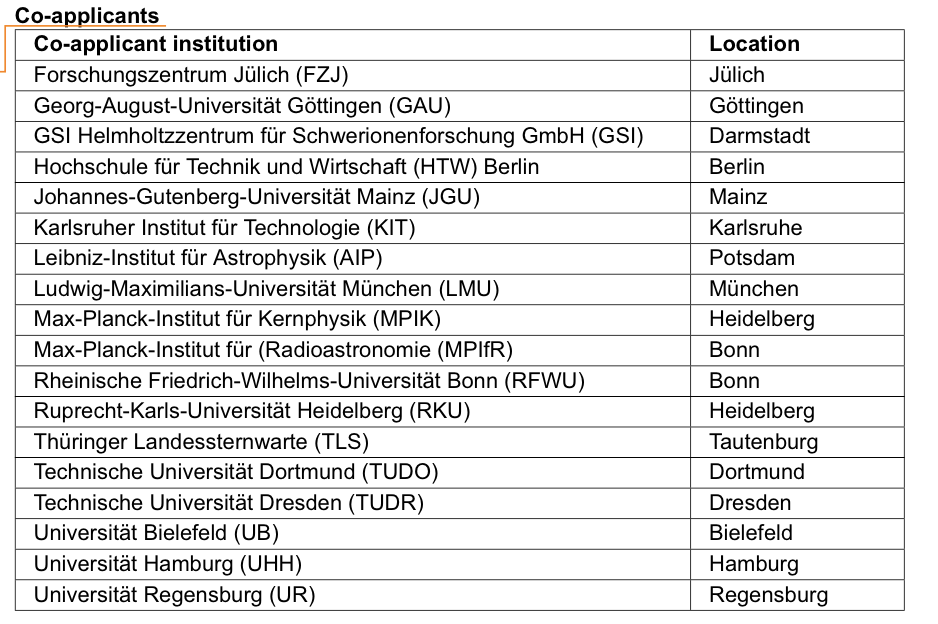 Co-applicants
Co-applicant institution Location
Forschungszentrum Jülich (FZJ) Jülich
Georg-August-Universität Göttingen (GAU) Göttingen
GSI Helmholtzzentrum für Schwerionenforschung GmbH (GSI) Darmstadt
Hochschule für Technik und Wirtschaft (HTW) Berlin Berlin
Johannes-Gutenberg-Universität Mainz (JGU) Mainz
Karlsruher Institut für Technologie (KIT) Karlsruhe
Leibniz-Institut für Astrophysik (AIP) Potsdam
Ludwig-Maximilians-Universität München (LMU) München
Max-Planck-Institut für Kernphysik (MPIK) Heidelberg
Max-Planck-Institut für (Radioastronomie (MPIfR) Bonn
Rheinische Friedrich-Wilhelms-Universität Bonn (RFWU) Bonn
Ruprecht-Karls-Universität Heidelberg (RKU) Heidelberg
Thüringer Landessternwarte (TLS) Tautenburg
Technische Universität Dortmund (TUDO) Dortmund
Technische Universität Dresden (TUDR) Dresden
Universität Bielefeld (UB) Bielefeld
Universität Hamburg (UHH) Hamburg
Universität Regensburg (UR) Regensburg